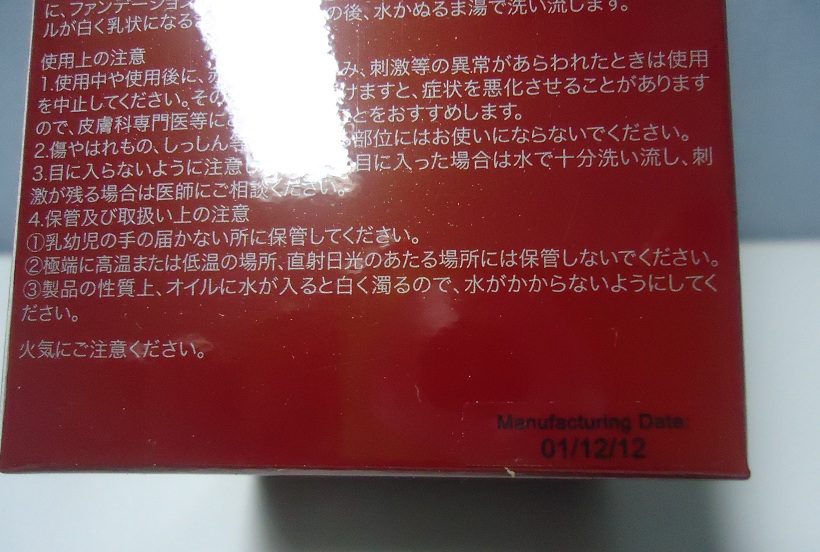 に、ファンデーション の後、水かぬるま湯で洗い流します。
ルが白く乳状になる
使用上の注意
1.使用中や使用後に、赤 み、刺激等の異常があらわれたときは使用
を中止してください。その けますと、症状を悪化させることがあります
ので、皮膚科専門医等に とをおすすめします。
2.傷やはれもの、しっしん等 部位にはお使いにならないでください。
3.目に入らないように注意し 目に入った場合は水で十分洗い流し、刺
激が残る場合は医師にご相談ください。
4.保管及び取扱い上の注意
①乳幼児の手の届かない所に保管してください。
②極端に高温または低温の場所、直射日光のあたる場所には保管しないでください。
③製品の性質上、オイルに水が入ると白く濁るので、水がかからないようにしてく
ださい。
火気にご注意ください。
Manufacturing Date:
01/12/12